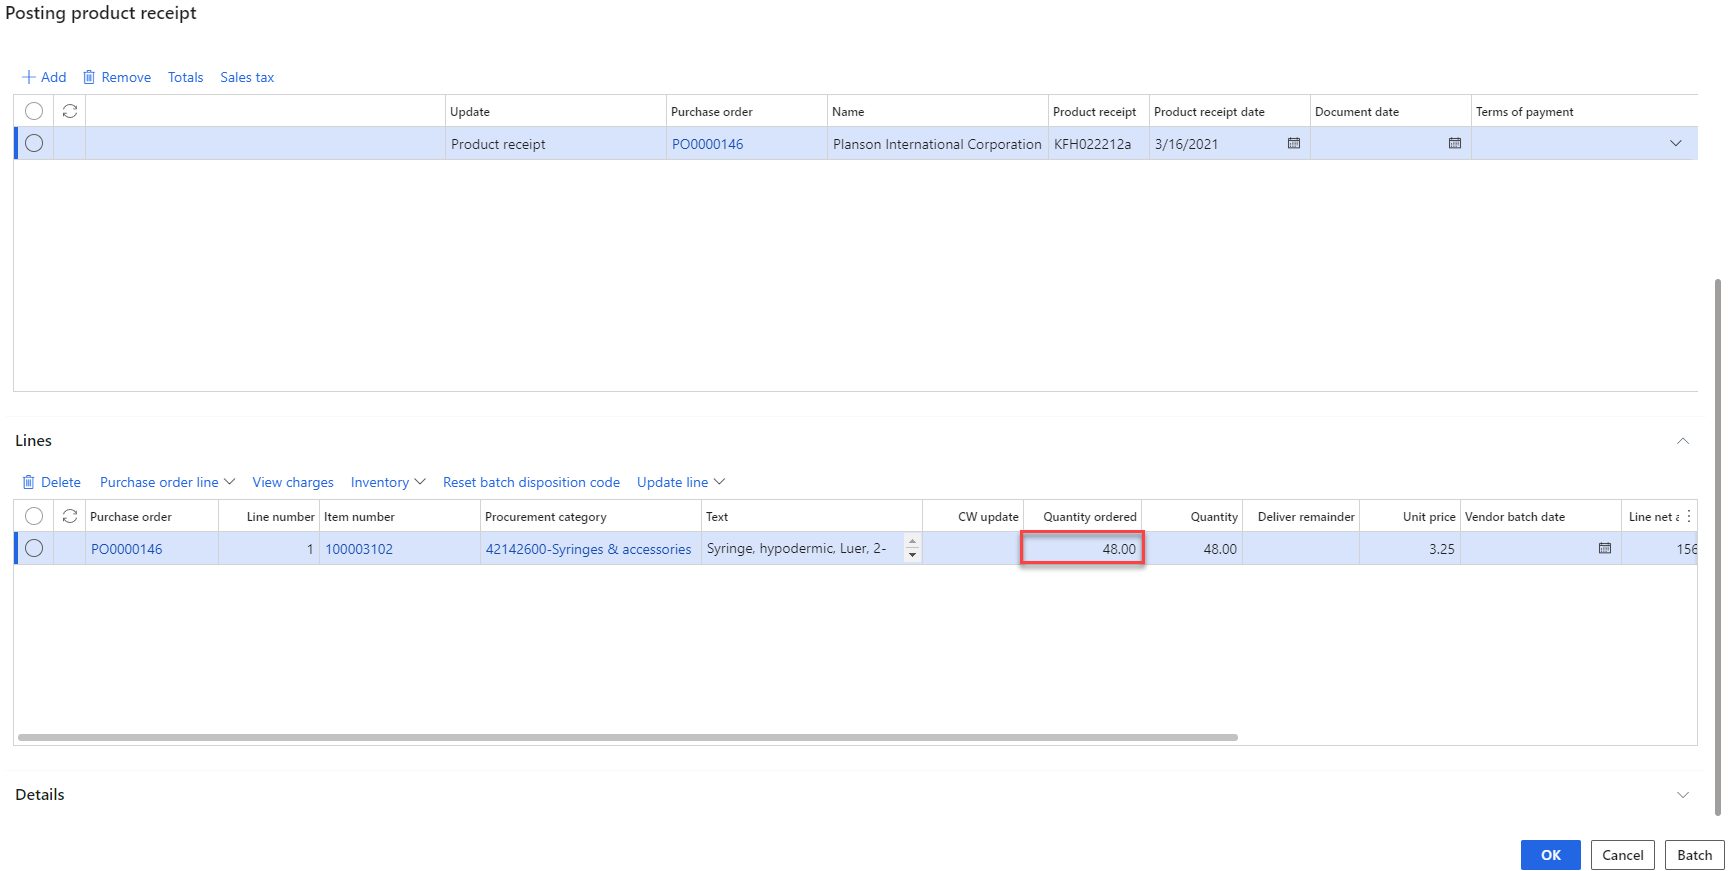 Posting product receipt
Add Remove Totals Sales tax
Update Purchase order Name Product receipt Product receipt date Document date Terms of payment
Product receipt PO0000146 Planson International Corporation KFH022212a 3/16/2021
Lines
Delete Purchase order line View charges Inventory Reset batch disposition code Update line
Purchase order Line number Item number Procurement category Text CW update Quantity ordered Quantity Deliver remainder Unit price Vendor batch date Line net a
PO0000146 1 100003102 42142600-Syringes & accessories Syringe, hypodermic, Luer, 2- 48.00 48.00 3.25 156
Details
OK Cancel Batch